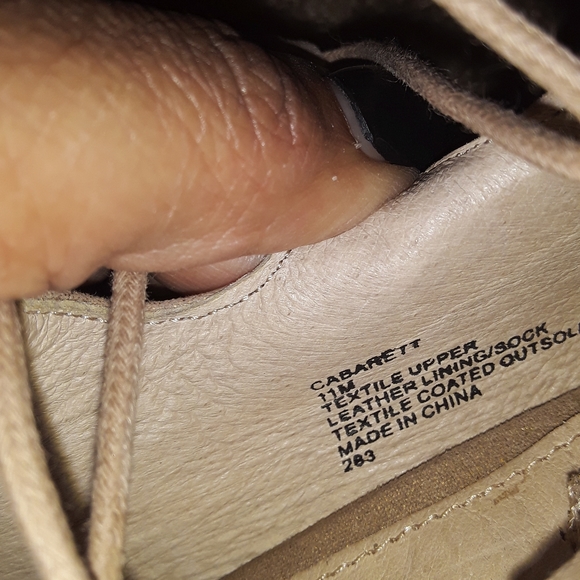 CABARETT
11M
TEXTILE UPPER
LEATHER LINING/SOCK
TEXTILE COATED OUTSOLE
MADE IN CHINA
283